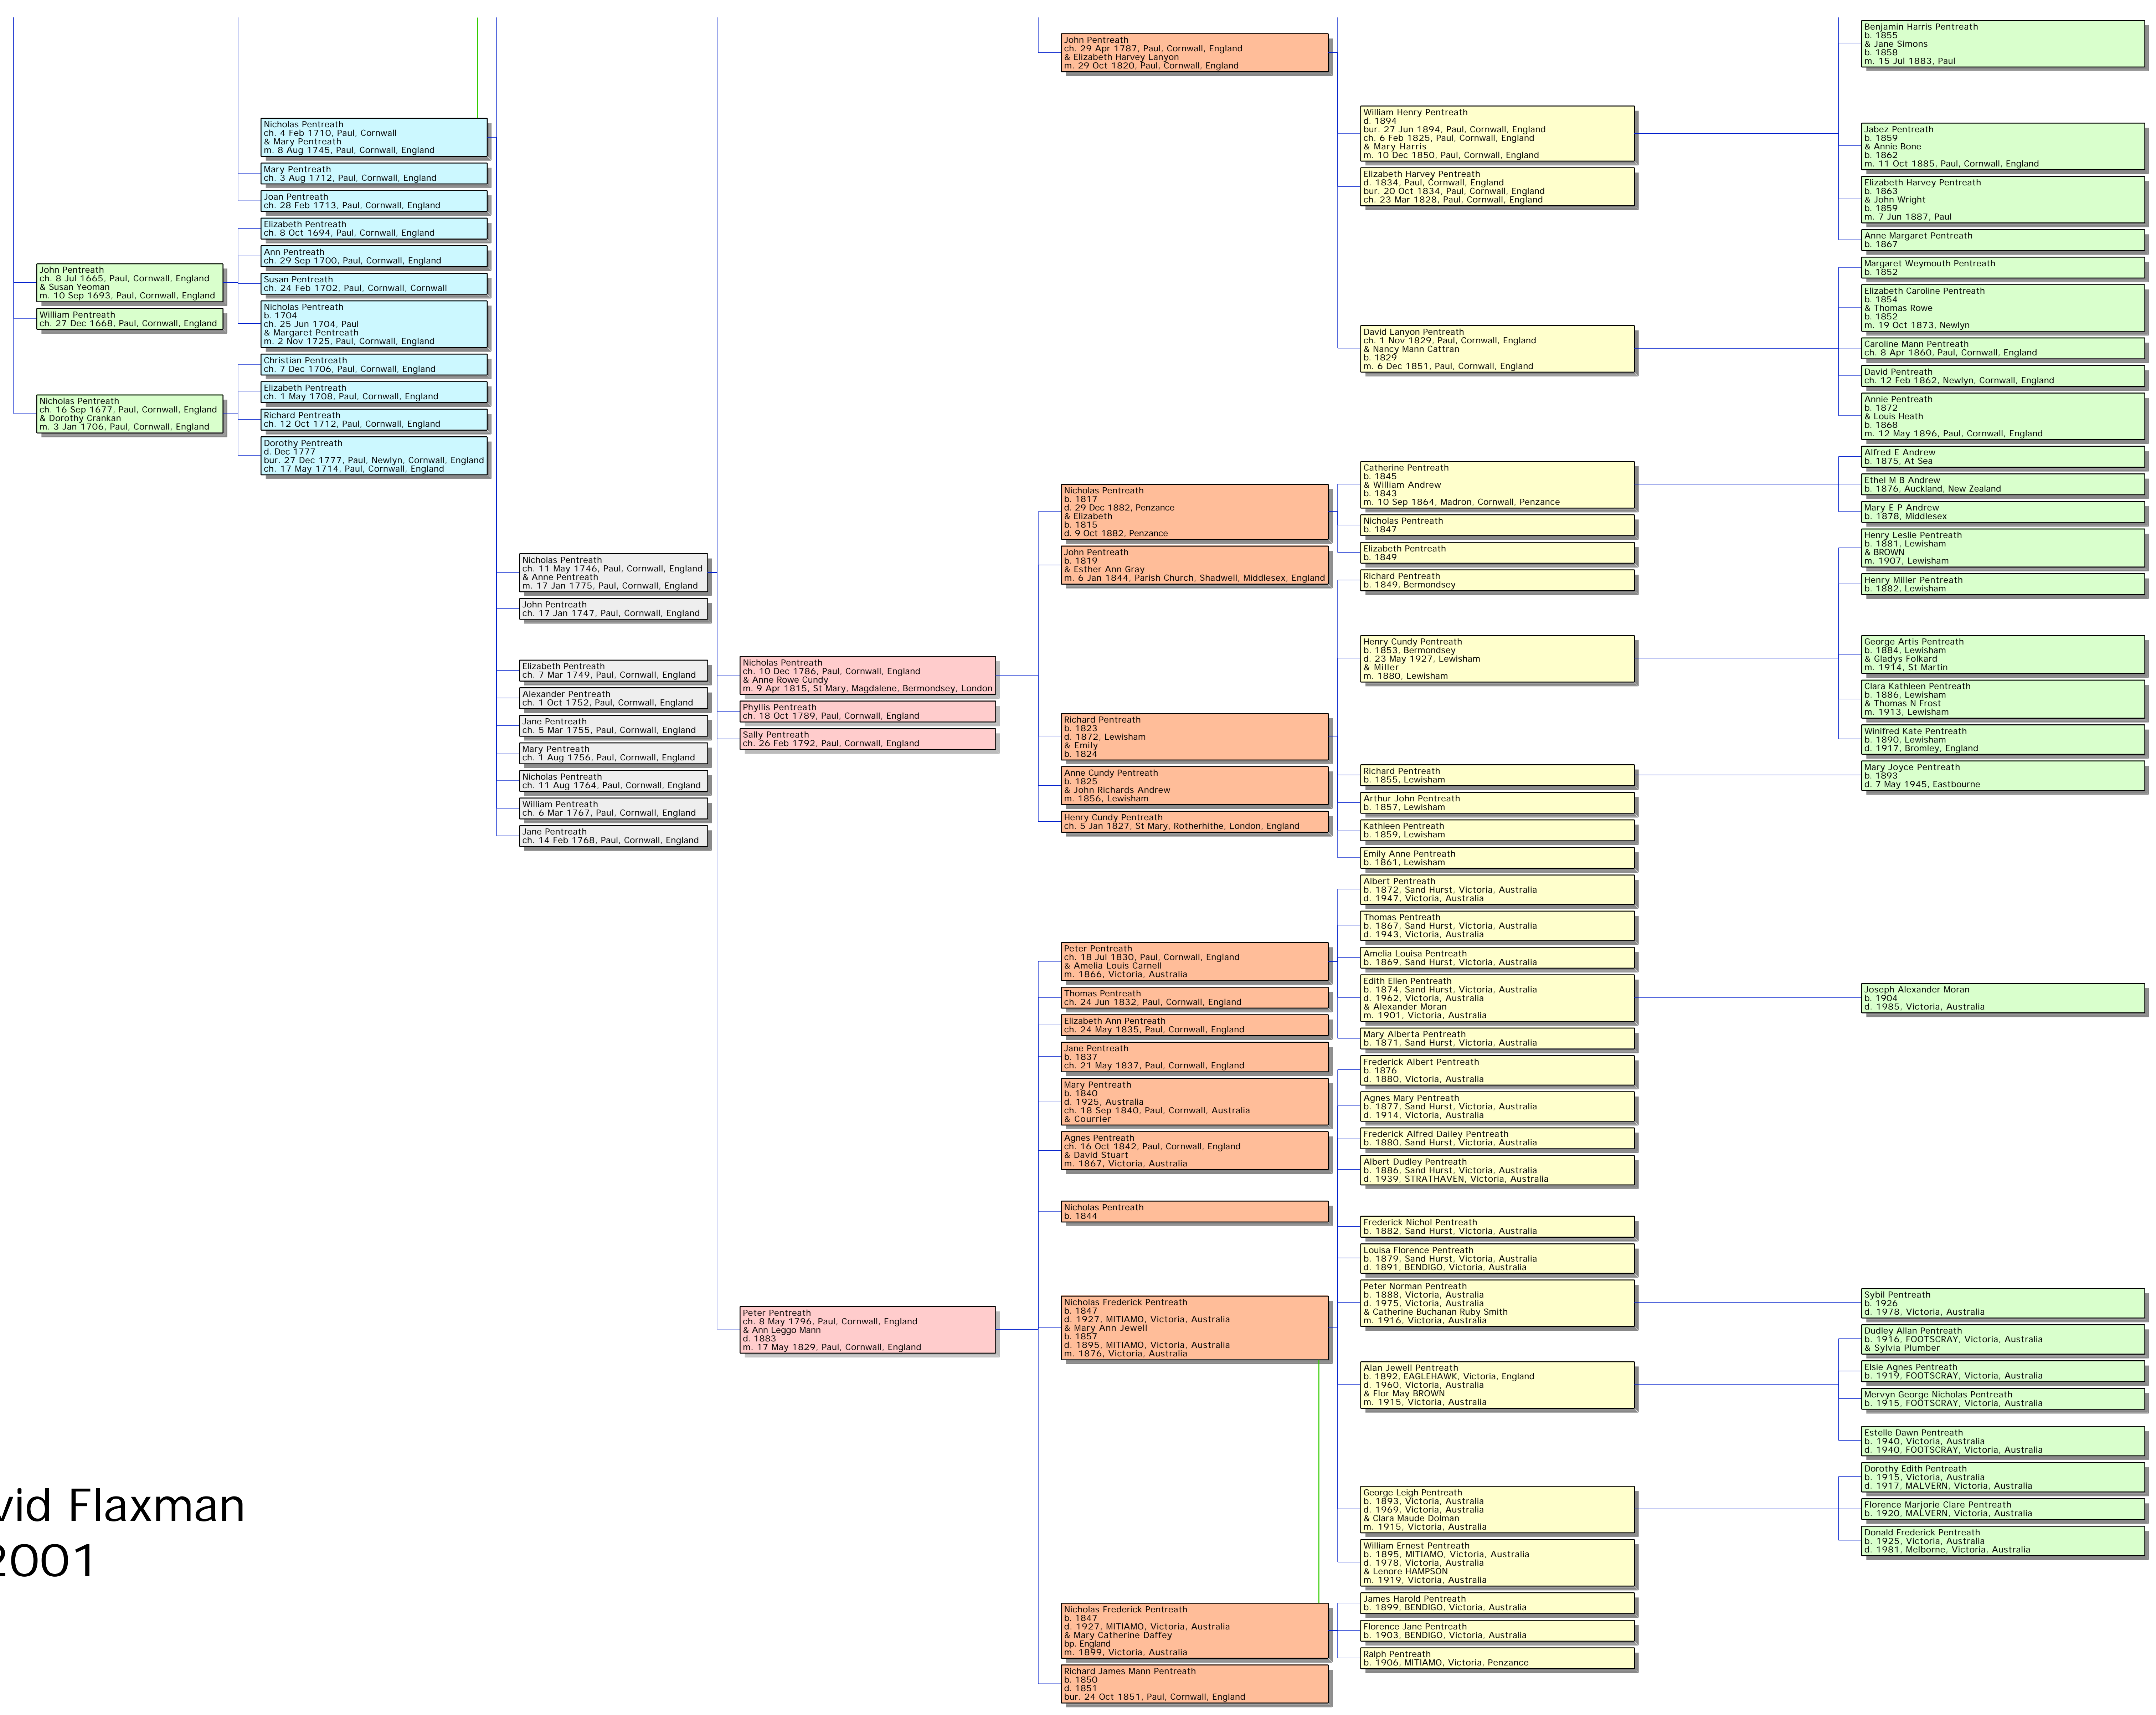 John Pentreath
ch. 8 Jul 1665, Paul, Cornwall, England
& Susan Yeoman
m. 10 Sep 1693, Paul, Cornwall, England
William Pentreath
ch. 27 Dec 1668, Paul, Cornwall, England
Nicholas Pentreath
ch. 16 Sep 1677, Paul, Cornwall, England
& Dorothy Crankan
m. 3 Jan 1706, Paul, Cornwall, England
vid Flaxman
2001
Nicholas Pentreath
ch. 4 Feb 1710, Paul, Cornwall
& Mary Pentreath
m. 8 Aug 1745, Paul, Cornwall, England
Mary Pentreath
ch. 3 Aug 1712, Paul, Cornwall, England
Joan Pentreath
ch. 28 Feb 1713, Paul, Cornwall, England
Elizabeth Pentreath
ch. 8 Oct 1694, Paul, Cornwall, England
Ann Pentreath
ch. 29 Sep 1700, Paul, Cornwall, England
Susan Pentreath
ch. 24 Feb 1702, Paul, Cornwall, Cornwall
Nicholas Pentreath
b. 1704
ch. 25 Jun 1704, Paul
& Margaret Pentreath
m. 2 Nov 1725, Paul, Cornwall, England
Christian Pentreath
ch. 7 Dec 1706, Paul, Cornwall, England
Elizabeth Pentreath
ch. 1 May 1708, Paul, Cornwall, England
Richard Pentreath
ch. 12 Oct 1712, Paul, Cornwall, England
Dorothy Pentreath
d. Dec 1777
bur. 27 Dec 1777, Paul, Newlyn, Cornwall, England
ch. 17 May 1714, Paul, Cornwall, England
Nicholas Pentreath
ch. 11 May 1746, Paul, Cornwall, England
& Anne Pentreath
m. 17 Jan 1775, Paul, Cornwall, England
John Pentreath
ch. 17 Jan 1747, Paul, Cornwall, England
Elizabeth Pentreath
ch. 7 Mar 1749, Paul, Cornwall, England
Alexander Pentreath
ch. 1 Oct 1752, Paul, Cornwall, England
Jane Pentreath
ch. 5 Mar 1755, Paul, Cornwall, England
Mary Pentreath
ch. 1 Aug 1756, Paul, Cornwall, England
Nicholas Pentreath
ch. 11 Aug 1764, Paul, Cornwall, England
William Pentreath
ch. 6 Mar 1767, Paul, Cornwall, England
Jane Pentreath
ch. 14 Feb 1768, Paul, Cornwall, England
Nicholas Pentreath
ch. 10 Dec 1786, Paul, Cornwall, England
& Anne Rowe Cundy
m. 9 Apr 1815, St Mary, Magdalene, Bermondsey, London
Phyllis Pentreath
ch. 18 Oct 1789, Paul, Cornwall, England
Sally Pentreath
ch. 26 Feb 1792, Paul, Cornwall, England
Peter Pentreath
ch. 8 May 1796, Paul, Cornwall, England
& Ann Leggo Mann
d. 1883
m. 17 May 1829, Paul, Cornwall, England
John Pentreath
ch. 29 Apr 1787, Paul, Cornwall, England
& Elizabeth Harvey Lanyon
m. 29 Oct 1820, Paul, Cornwall, England
Nicholas Pentreath
b. 1817
d. 29 Dec 1882, Penzance
& Elizabeth
b. 1815
d. 9 Oct 1882, Penzance
John Pentreath
b. 1819
& Esther Ann Gray
m. 6 Jan 1844, Parish Church, Shadwell, Middlesex, England
Richard Pentreath
b. 1823
d. 1872, Lewisham
& Emily
b. 1824
Anne Cundy Pentreath
b. 1825
& John Richards Andrew
m. 1856, Lewisham
Henry Cundy Pentreath
ch. 5 Jan 1827, St Mary, Rotherhithe, London, England
Peter Pentreath
ch. 18 Jul 1830, Paul, Cornwall, England
& Amelia Louis Carnell
m. 1866, Victoria, Australia
Thomas Pentreath
ch. 24 Jun 1832, Paul, Cornwall, England
Elizabeth Ann Pentreath
ch. 24 May 1835, Paul, Cornwall, England
Jane Pentreath
b. 1837
ch. 21 May 1837, Paul, Cornwall, England
Mary Pentreath
b. 1840
d. 1925, Australia
ch. 18 Sep 1840, Paul, Cornwall, Australia
& Courrier
Agnes Pentreath
ch. 16 Oct 1842, Paul, Cornwall, England
& David Stuart
m. 1867, Victoria, Australia
Nicholas Pentreath
b. 1844
Nicholas Frederick Pentreath
b. 1847
d. 1927, MITIAMO, Victoria, Australia
& Mary Ann Jewell
b. 1857
d. 1895, MITIAMO, Victoria, Australia
m. 1876, Victoria, Australia
Nicholas Frederick Pentreath
b. 1847
d. 1927, MITIAMO, Victoria, Australia
& Mary Catherine Daffey
bp. England
m. 1899, Victoria, Australia
Richard James Mann Pentreath
b. 1850
d. 1851
bur. 24 Oct 1851, Paul, Cornwall, England
William Henry Pentreath
d. 1894
bur. 27 Jun 1894, Paul, Cornwall, England
ch. 6 Feb 1825, Paul, Cornwall, England
& Mary Harris
m. 10 Dec 1850, Paul, Cornwall, England
Elizabeth Harvey Pentreath
d. 1834, Paul, Cornwall, England
bur. 20 Oct 1834, Paul, Cornwall, England
ch. 23 Mar 1828, Paul, Cornwall, England
David Lanyon Pentreath
ch. 1 Nov 1829, Paul, Cornwall, England
& Nancy Mann Cattran
b. 1829
m. 6 Dec 1851, Paul, Cornwall, England
Catherine Pentreath
b. 1845
& William Andrew
b. 1843
m. 10 Sep 1864, Madron, Cornwall, Penzance
Nicholas Pentreath
b. 1847
Elizabeth Pentreath
b. 1849
Richard Pentreath
b. 1849, Bermondsey
Henry Cundy Pentreath
b. 1853, Bermondsey
d. 23 May 1927, Lewisham
& Miller
m. 1880, Lewisham
Richard Pentreath
b. 1855, Lewisham
Arthur John Pentreath
b. 1857, Lewisham
Kathleen Pentreath
b. 1859, Lewisham
Emily Anne Pentreath
b. 1861, Lewisham
Albert Pentreath
b. 1872, Sand Hurst, Victoria, Australia
d. 1947, Victoria, Australia
Thomas Pentreath
b. 1867, Sand Hurst, Victoria, Australia
d. 1943, Victoria, Australia
Amelia Louisa Pentreath
b. 1869, Sand Hurst, Victoria, Australia
Edith Ellen Pentreath
b. 1874, Sand Hurst, Victoria, Australia
d. 1962, Victoria, Australia
& Alexander Moran
m. 1901, Victoria, Australia
Mary Alberta Pentreath
b. 1871, Sand Hurst, Victoria, Australia
Frederick Albert Pentreath
b. 1876
d. 1880, Victoria, Australia
Agnes Mary Pentreath
b. 1877, Sand Hurst, Victoria, Australia
d. 1914, Victoria, Australia
Frederick Alfred Dailey Pentreath
b. 1880, Sand Hurst, Victoria, Australia
Albert Dudley Pentreath
b. 1886, Sand Hurst, Victoria, Australia
d. 1939, STRATHAVEN, Victoria, Australia
Frederick Nichol Pentreath
b. 1882, Sand Hurst, Victoria, Australia
Louisa Florence Pentreath
b. 1879, Sand Hurst, Victoria, Australia
d. 1891, BENDIGO, Victoria, Australia
Peter Norman Pentreath
b. 1888, Victoria, Australia
d. 1975, Victoria, Australia
& Catherine Buchanan Ruby Smith
m. 1916, Victoria, Australia
Alan Jewell Pentreath
b. 1892, EAGLEHAWK, Victoria, England
d. 1960, Victoria, Australia
& Flor May BROWN
m. 1915, Victoria, Australia
George Leigh Pentreath
b. 1893, Victoria, Australia
d. 1969, Victoria, Australia
& Clara Maude Dolman
m. 1915, Victoria, Australia
William Ernest Pentreath
b. 1895, MITIAMO, Victoria, Australia
d. 1978, Victoria, Australia
& Lenore HAMPSON
m. 1919, Victoria, Australia
James Harold Pentreath
b. 1899, BENDIGO, Victoria, Australia
Florence Jane Pentreath
b. 1903, BENDIGO, Victoria, Australia
Ralph Pentreath
b. 1906, MITIAMO, Victoria, Penzance
Benjamin Harris Pentreath
b. 1855
& Jane Simons
b. 1858
m. 15 Jul 1883, Paul
Jabez Pentreath
b. 1859
& Annie Bone
b. 1862
m. 11 Oct 1885, Paul, Cornwall, England
Elizabeth Harvey Pentreath
b. 1863
& John Wright
b. 1859
m. 7 Jun 1887, Paul
Anne Margaret Pentreath
b. 1867
Margaret Weymouth Pentreath
b. 1852
Elizabeth Caroline Pentreath
b. 1854
& Thomas Rowe
b. 1852
m. 19 Oct 1873, Newlyn
Caroline Mann Pentreath
ch. 8 Apr 1860, Paul, Cornwall, England
David Pentreath
ch. 12 Feb 1862, Newlyn, Cornwall, England
Annie Pentreath
b. 1872
& Louis Heath
b. 1868
m. 12 May 1896, Paul, Cornwall, England
Alfred E Andrew
b. 1875, At Sea
Ethel M B Andrew
b. 1876, Auckland, New Zealand
Mary E P Andrew
b. 1878, Middlesex
Henry Leslie Pentreath
b. 1881, Lewisham
& BROWN
m. 1907, Lewisham
Henry Miller Pentreath
b. 1882, Lewisham
George Artis Pentreath
b. 1884, Lewisham
& Gladys Folkard
m. 1914, St Martin
Clara Kathleen Pentreath
b. 1886, Lewisham
& Thomas N Frost
m. 1913, Lewisham
Winifred Kate Pentreath
b. 1890, Lewisham
d. 1917, Bromley, England
Mary Joyce Pentreath
b. 1893
d. 7 May 1945, Eastbourne
Joseph Alexander Moran
b. 1904
d. 1985, Victoria, Australia
Sybil Pentreath
b. 1926
d. 1978, Victoria, Australia
Dudley Allan Pentreath
b. 1916, FOOTSCRAY, Victoria, Australia
& Sylvia Plumber
Elsie Agnes Pentreath
b. 1919, FOOTSCRAY, Victoria, Australia
Mervyn George Nicholas Pentreath
b. 1915, FOOTSCRAY, Victoria, Australia
Estelle Dawn Pentreath
b. 1940, Victoria, Australia
d. 1940, FOOTSCRAY, Victoria, Australia
Dorothy Edith Pentreath
b. 1915, Victoria, Australia
d. 1917, MALVERN, Victoria, Australia
Florence Marjorie Clare Pentreath
b. 1920, MALVERN, Victoria, Australia
Donald Frederick Pentreath
b. 1925, Victoria, Australia
d. 1981, Melborne, Victoria, Australia